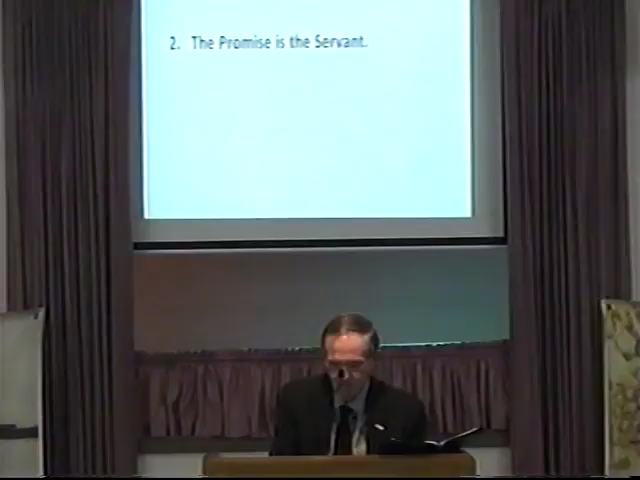 2. The Promise is the Servant.